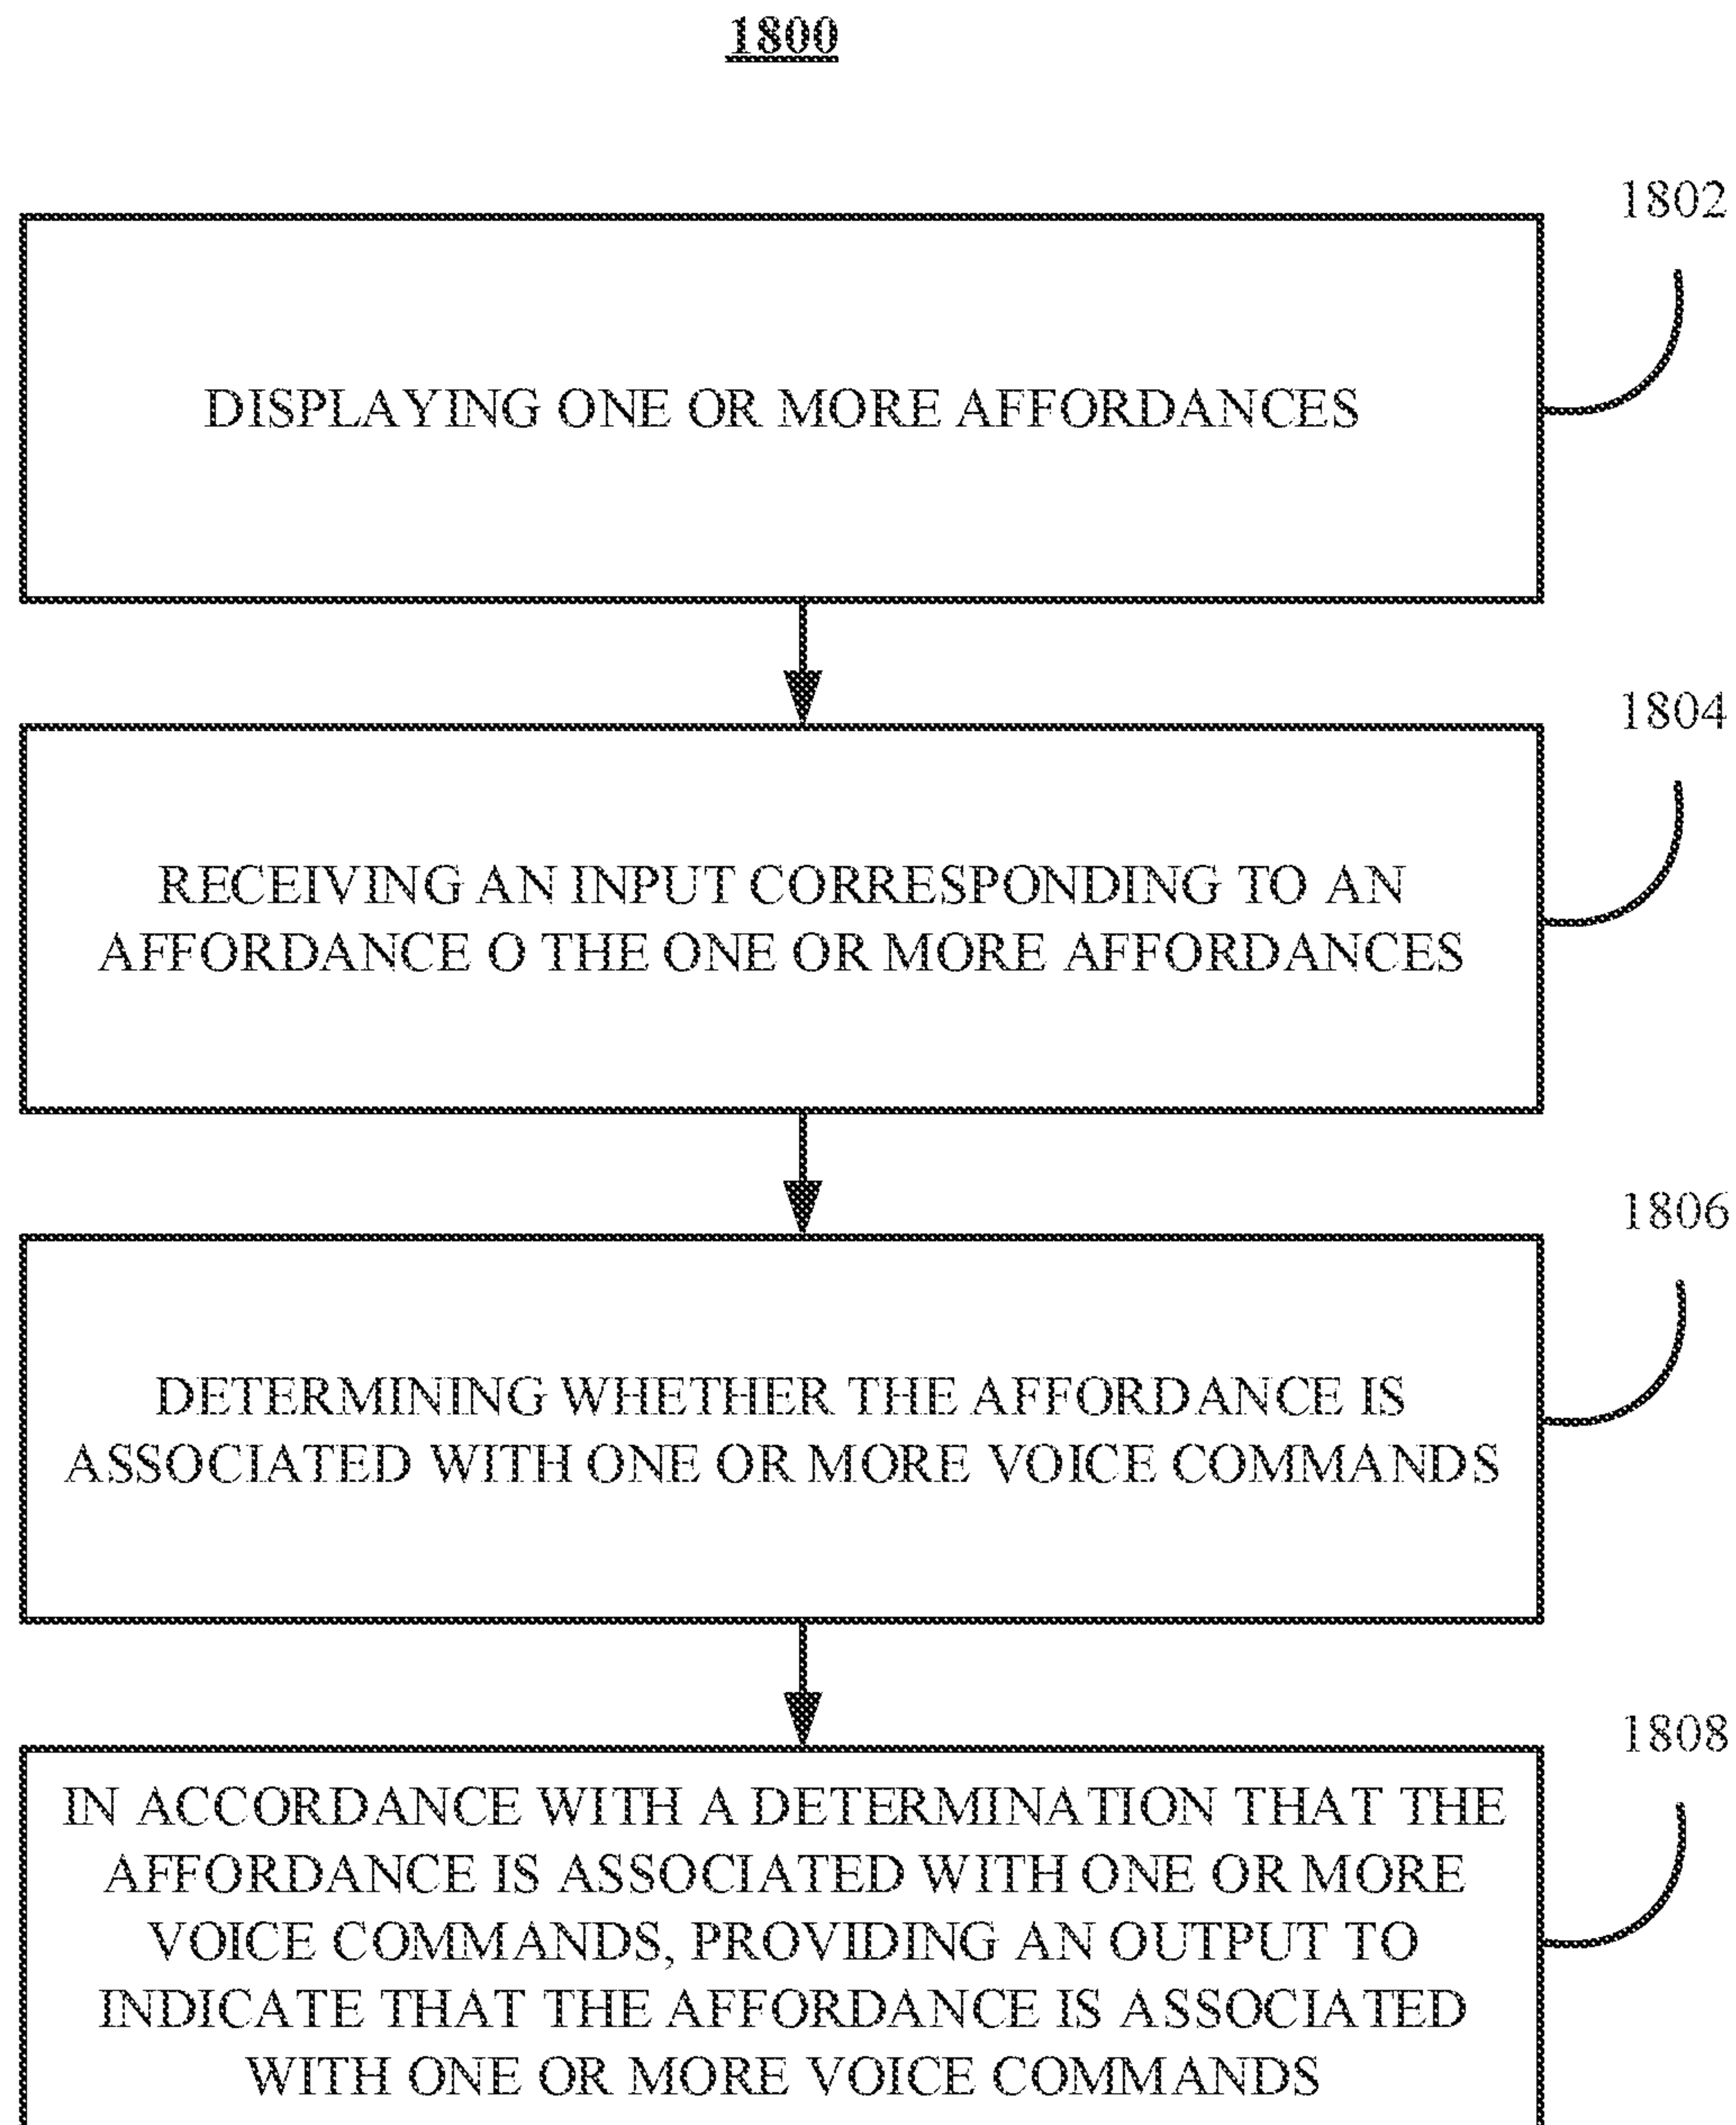 1800
1802
DISPLAYING ONE OR MORE AFFORDANCES
1804
RECEIVING AN INPUT CORRESPONDING TO AN
AFFORDANCE O THE ONE OR MORE AFFORDANCES
1806
DETERMINING WHETHER THE AFFORDANCE IS
ASSOCIATED WITH ONE OR MORE VOICE COMMANDS
1808
IN ACCORDANCE WITH A DETERMINATION THAT THE
AFFORDANCE IS ASSOCIATED WITH ONE OR MORE
VOICE COMMANDS, PROVIDING AN OUTPUT TO
INDICATE THAT THE AFFORDANCE IS ASSOCIATED
WITH ONE OR MORE VOICE COMMANDS